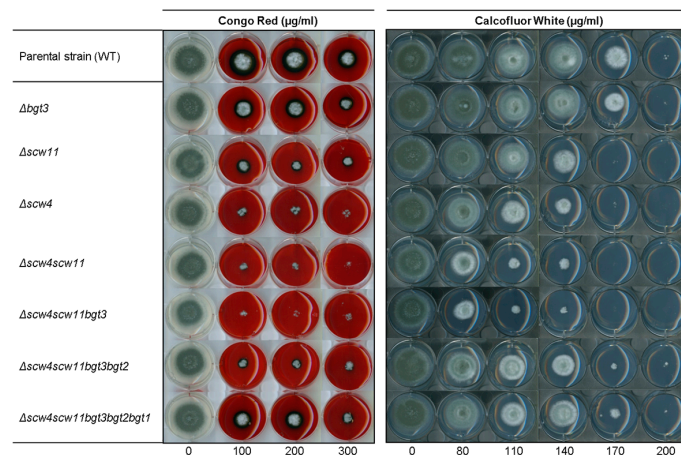 Congo Red (µg/ml) Calcofluor White (µg/ml)
Parental strain (WT)
Δbgt3
Δscw11
Δscw4
Δscw4scw11
Δscw4scw11bgt3
Δscw4scw11bgt3bgt2
Δscw4scw11bgt3bgt2bgt1
0 100 200 300 0 80 110 140 170 200